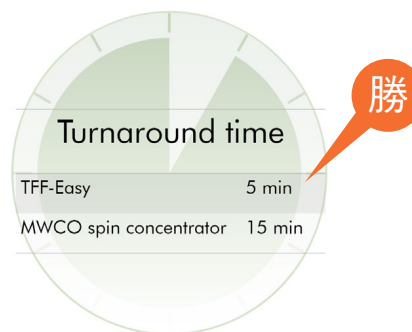 勝
Turnaround time
TFF-Easy 5 min
MWCO spin concentrator 15 min